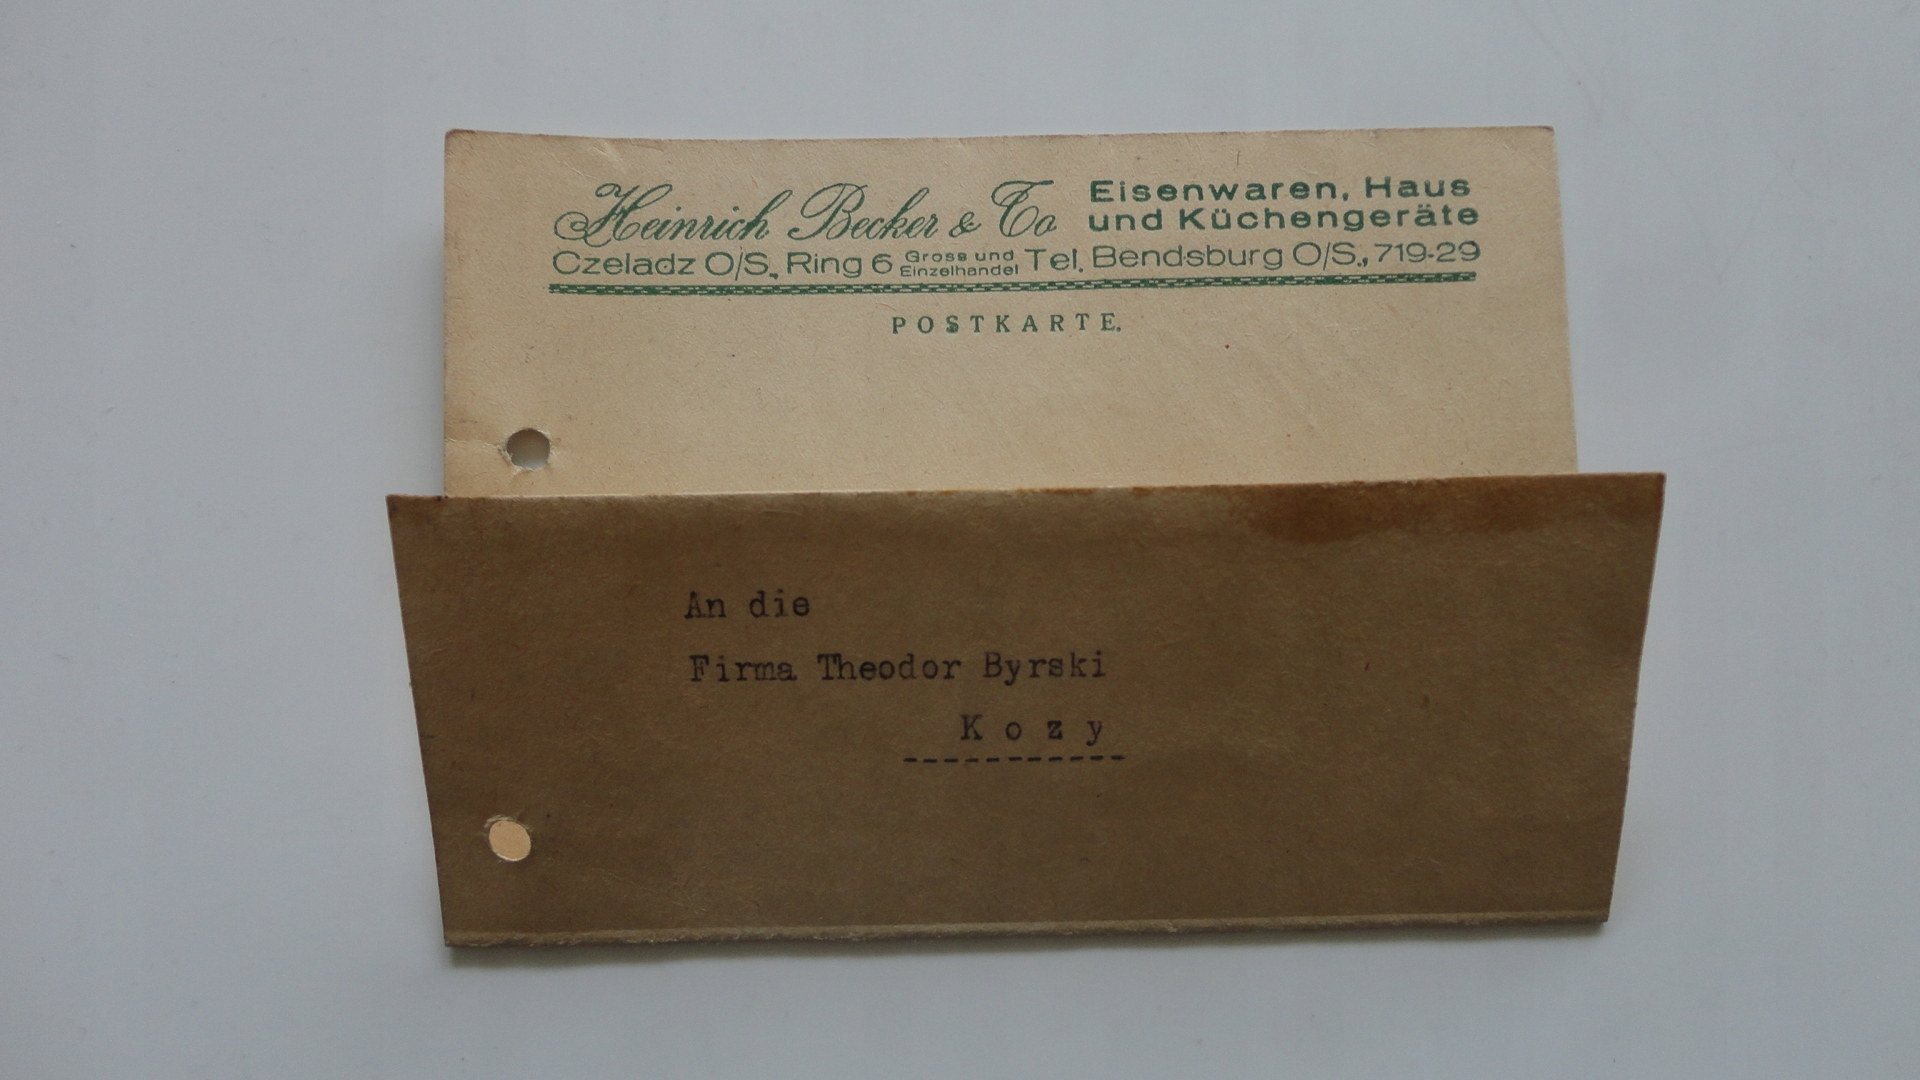 Heinrich Becker & Co
Eisenwaren, Haus
und Küchengeräte
Czeladz O/S., Ring 6 Gross und Einzelhandel Tel. Bendsburg O/S., 719-29
POSTKARTE.
An die
Firma Theodor Byrski
Kozy
-----------